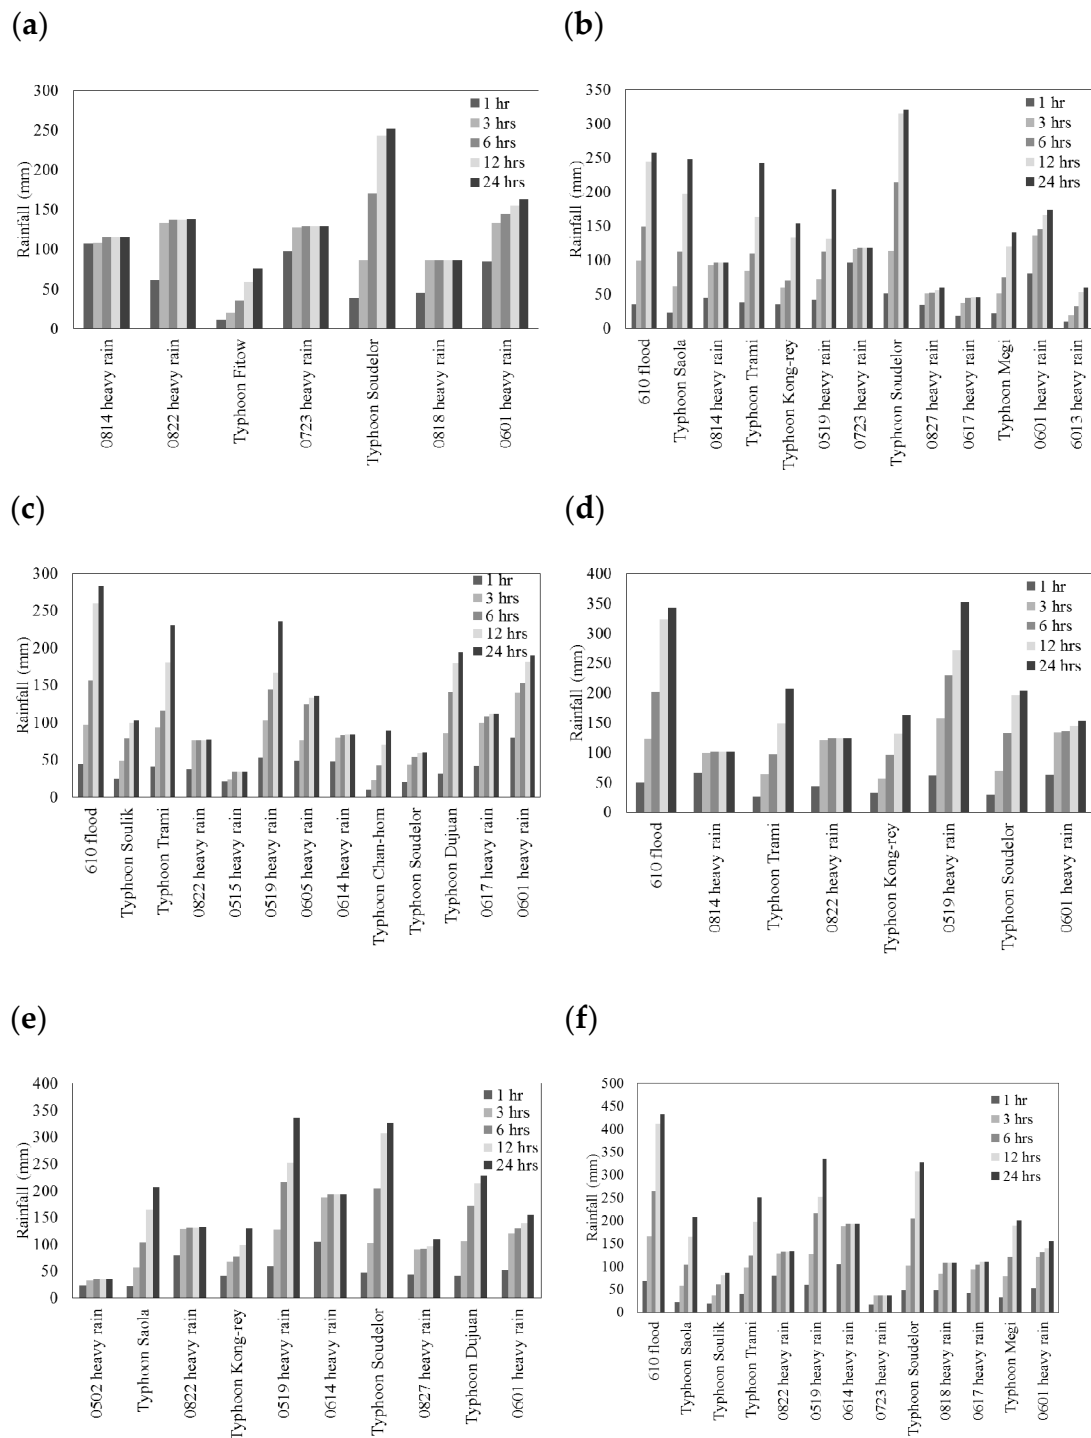 (a)
300
250
200
150
100
50
0
Rainfall (mm)
1 hr
3 hrs
6 hrs
12 hrs
24 hrs
0814 heavy rain
0822 heavy rain
Typhoon Fitow
0723 heavy rain
Typhoon Soudelor
0818 heavy rain
0601 heavy rain
(b)
350
300
250
200
150
100
50
0
Rainfall (mm)
1 hr
3 hrs
6 hrs
12 hrs
24 hrs
610 flood
Typhoon Saola
0814 heavy rain
Typhoon Trami
Typhoon Kong-rey
0519 heavy rain
0723 heavy rain
Typhoon Soudelor
0827 heavy rain
0617 heavy rain
Typhoon Megi
0601 heavy rain
6013 heavy rain
(c)
300
250
200
150
100
50
0
Rainfall (mm)
1 hr
3 hrs
6 hrs
12 hrs
24 hrs
610 flood
Typhoon Soulik
Typhoon Trami
0822 heavy rain
0515 heavy rain
0519 heavy rain
0605 heavy rain
0614 heavy rain
Typhoon Chan-hom
Typhoon Soudelor
Typhoon Dujuan
0617 heavy rain
0601 heavy rain
(d)
400
350
300
250
200
150
100
50
0
Rainfall (mm)
1 hr
3 hrs
6 hrs
12 hrs
24 hrs
610 flood
0814 heavy rain
Typhoon Trami
0822 heavy rain
Typhoon Kong-rey
0519 heavy rain
Typhoon Soudelor
0601 heavy rain
(e)
400
350
300
250
200
150
100
50
0
Rainfall (mm)
1 hr
3 hrs
6 hrs
12 hrs
24 hrs
0502 heavy rain
Typhoon Saola
0822 heavy rain
Typhoon Kong-rey
0519 heavy rain
0614 heavy rain
Typhoon Soudelor
0827 heavy rain
Typhoon Dujuan
0601 heavy rain
(f)
500
450
400
350
300
250
200
150
100
50
0
Rainfall (mm)
1 hr
3 hrs
6 hrs
12 hrs
24 hrs
610 flood
Typhoon Saola
Typhoon Soulik
Typhoon Trami
0822 heavy rain
0519 heavy rain
0614 heavy rain
0723 heavy rain
Typhoon Soudelor
0818 heavy rain
0617 heavy rain
Typhoon Megi
0601 heavy rain